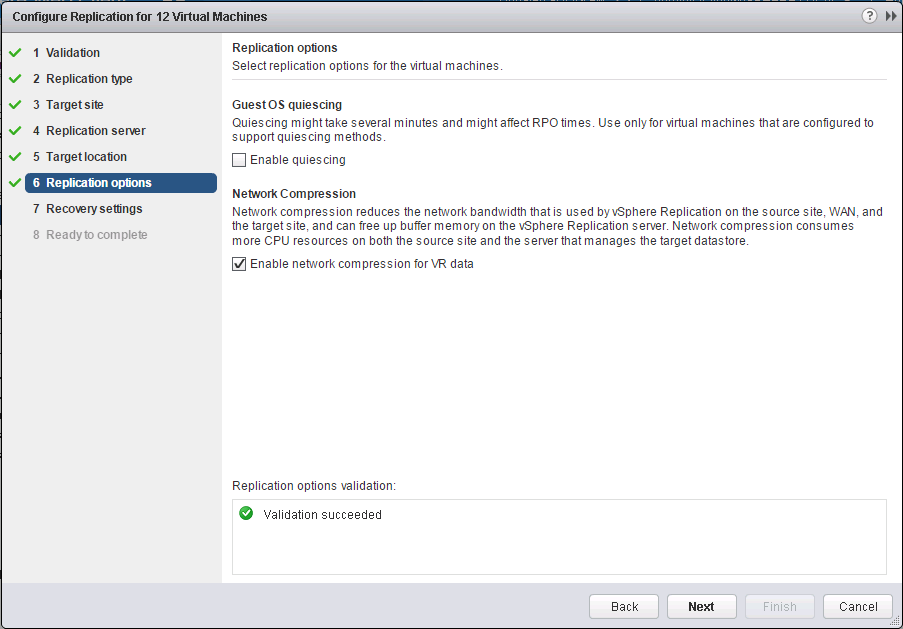 Configure Replication for 12 Virtual Machines
1 Validation
2 Replication type
3 Target site
4 Replication server
5 Target location
6 Replication options
7 Recovery settings
8 Ready to complete
Replication options
Select replication options for the virtual machines.
Guest OS quiescing
Quiescing might take several minutes and might affect RPO times. Use only for virtual machines that are configured to
support quiescing methods.
Enable quiescing
Network Compression
Network compression reduces the network bandwidth that is used by vSphere Replication on the source site, WAN, and
the target site, and can free up buffer memory on the vSphere Replication server. Network compression consumes
more CPU resources on both the source site and the server that manages the target datastore.
Enable network compression for VR data
Replication options validation:
Validation succeeded
Back Next Finish Cancel